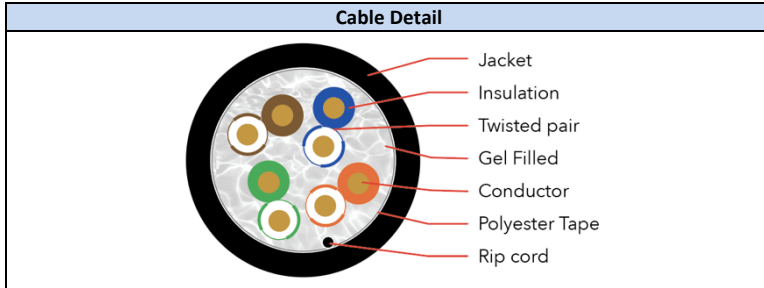 Cable Detail
Jacket
Insulation
Twisted pair
Gel Filled
Conductor
Polyester Tape
Rip cord